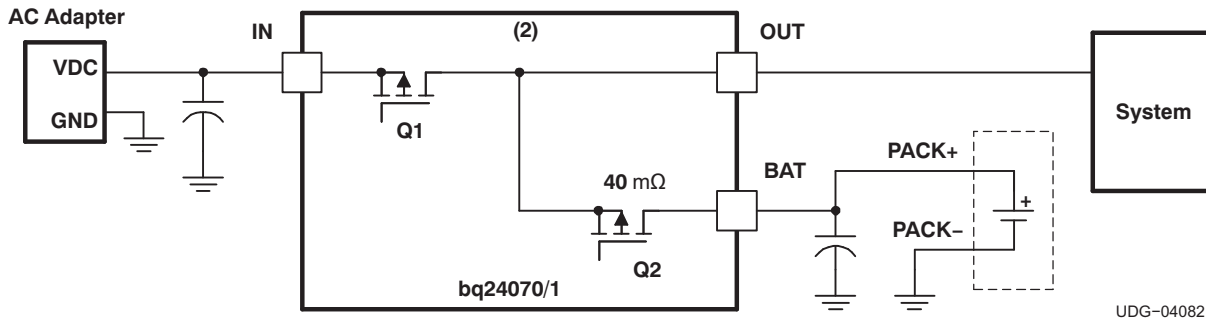 AC Adapter
VDC
GND
IN
(2)
OUT
Q1
System
40 mΩ
BAT
PACK+
+
PACK−
Q2
bq24070/1
UDG−04082